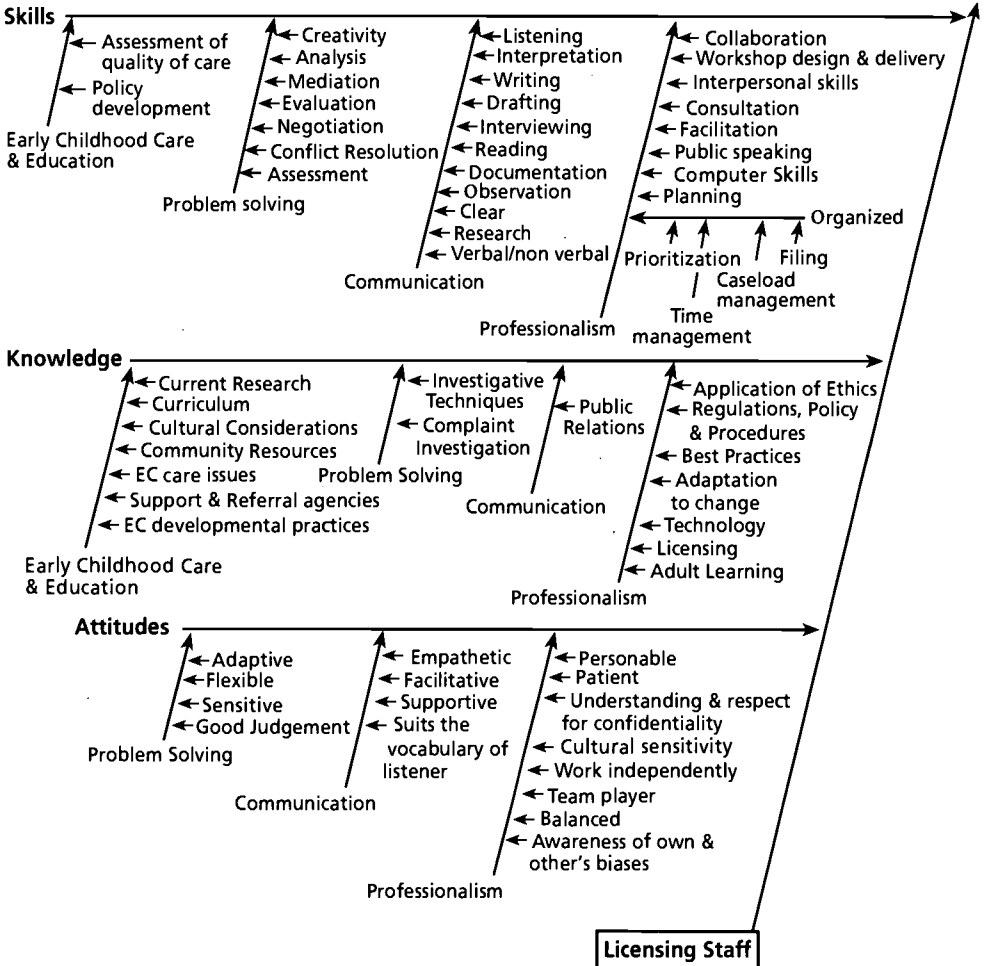 Skills
Assessment of
quality of care
Policy
development
Early Childhood Care
& Education
Creativity
Analysis
Mediation
Evaluation
Negotiation
Conflict Resolution
Assessment
Problem solving
Listening
Interpretation
Writing
Drafting
Interviewing
Reading
Documentation
Observation
Clear
Research
Verbal/non verbal
Communication
Collaboration
Workshop design & delivery
Interpersonal skills
Consultation
Facilitation
Public speaking
Computer Skills
Planning
Organized
Prioritization
Time
management
Caseload
management
Filing
Professionalism
Knowledge
Current Research
Curriculum
Cultural Considerations
Community Resources
EC care issues
Support & Referral agencies
EC developmental practices
Early Childhood Care
& Education
Investigative
Techniques
Complaint
Investigation
Problem Solving
Public
Relations
Communication
Application of Ethics
Regulations, Policy
& Procedures
Best Practices
Adaptation
to change
Technology
Licensing
Adult Learning
Professionalism
Attitudes
Adaptive
Flexible
Sensitive
Good Judgement
Problem Solving
Empathetic
Facilitative
Supportive
Suits the
vocabulary of
listener
Communication
Personable
Patient
Understanding & respect
for confidentiality
Cultural sensitivity
Work independently
Team player
Balanced
Awareness of own &
other's biases
Professionalism
Licensing Staff